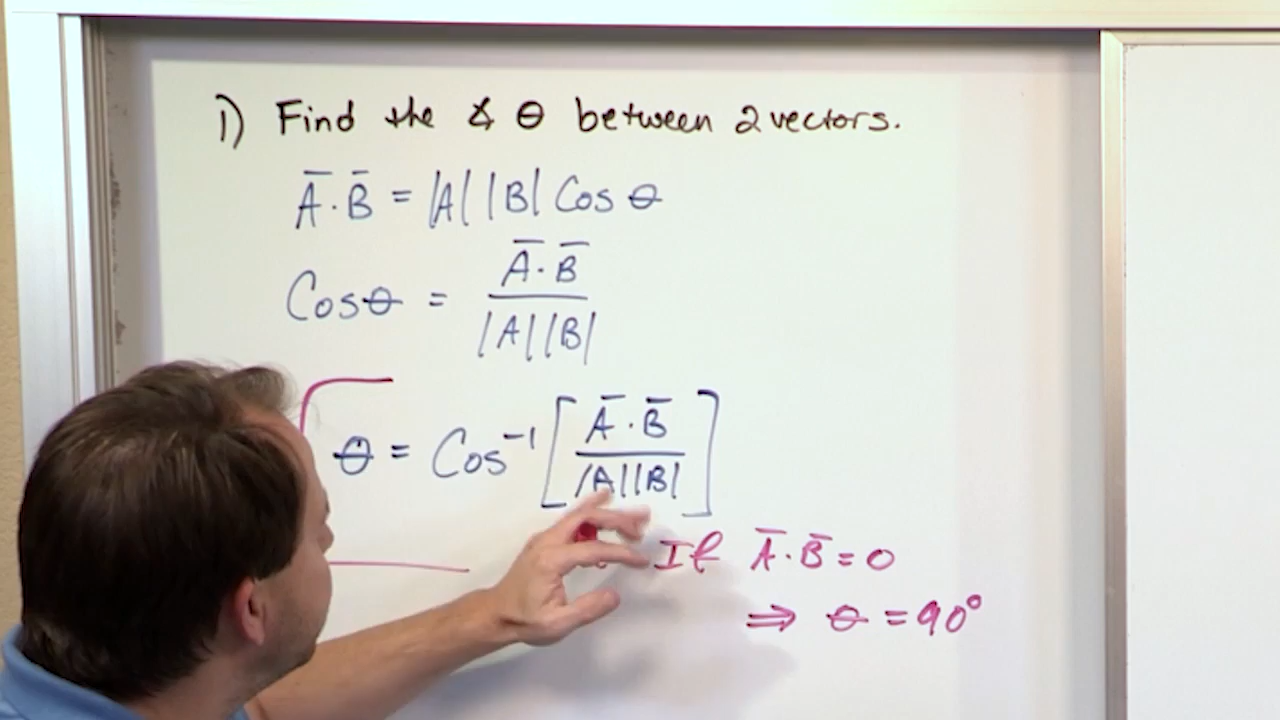 1) Find the ∡ θ between 2 vectors.
A̅ · B̅ = |A| |B| Cos θ
Cos θ = A̅ · B̅ / |A| |B|
θ = Cos⁻¹ [ A̅ · B̅ / |A| |B| ]
If A̅ · B̅ = 0
⇒ θ = 90°